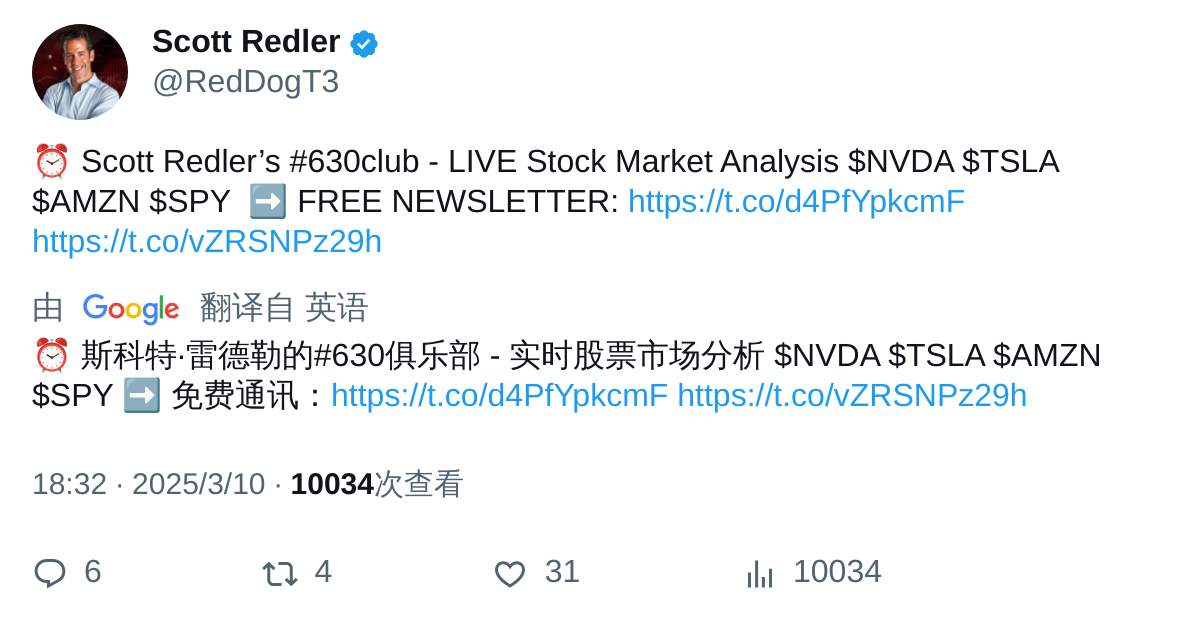 Scott Redler
@RedDogT3
⏰ Scott Redler’s #630club - LIVE Stock Market Analysis $NVDA $TSLA
$AMZN $SPY ➡️ FREE NEWSLETTER: https://t.co/d4PfYpkcmF
https://t.co/vZRSNPz29h
由 Google 翻译自 英语
⏰ 斯科特·雷德勒的#630俱乐部 - 实时股票市场分析 $NVDA $TSLA $AMZN
$SPY ➡️ 免费通讯：https://t.co/d4PfYpkcmF https://t.co/vZRSNPz29h
18:32 · 2025/3/10 · 10034次查看
6 4 31 10034